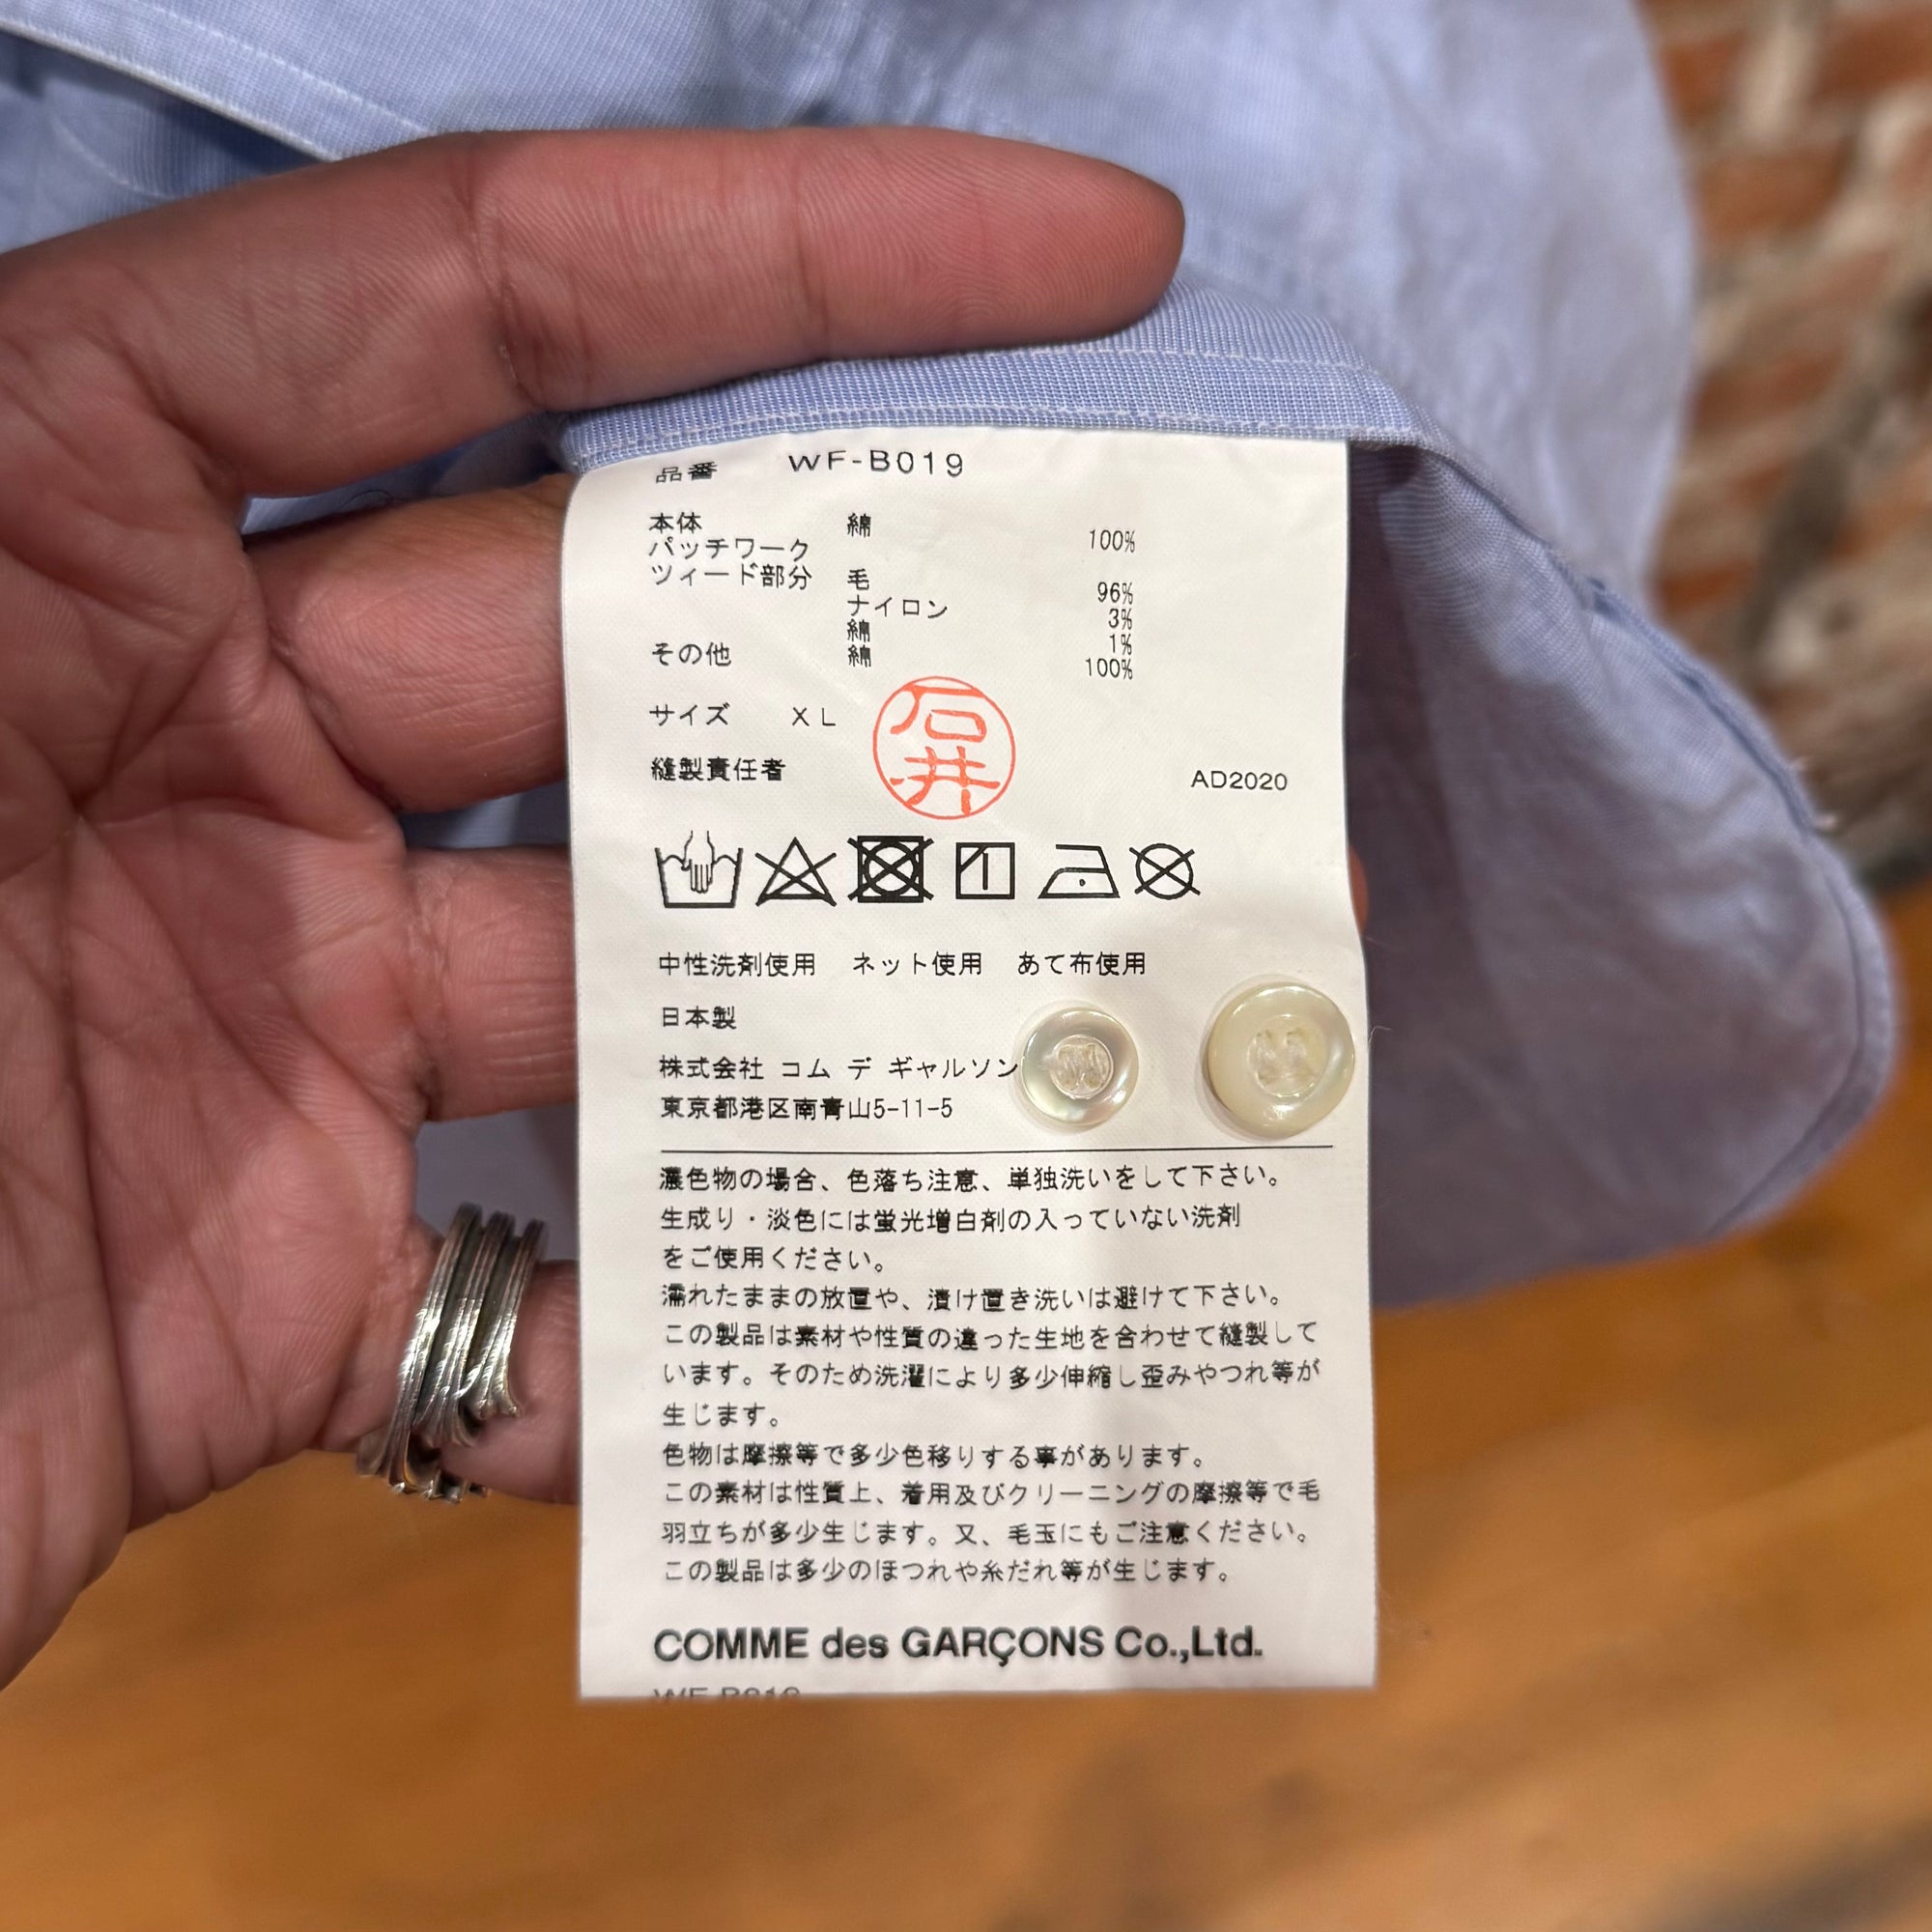 品番 WF-B019
本体 綿 100%
パッチワーク
ツィード部分 毛 96%
ナイロン 3%
綿 1%
その他 綿 100%
サイズ XL
石井
縫製責任者 AD2020
中性洗剤使用 ネット使用 あて布使用
日本製
株式会社 コム デ ギャルソン
東京都港区南青山5-11-5
濃色物の場合、色落ち注意、単独洗いをして下さい。
生成り・淡色には蛍光増白剤の入っていない洗剤
をご使用ください。
濡れたままの放置や、漬け置き洗いは避けて下さい。
この製品は素材や性質の違った生地を合わせて縫製して
います。そのため洗濯により多少伸縮し歪みやつれ等が
生じます。
色物は摩擦等で多少色移りする事があります。
この素材は性質上、着用及びクリーニングの摩擦等で毛
羽立ちが多少生じます。又、毛玉にもご注意ください。
この製品は多少のほつれや糸だれ等が生じます。
COMME des GARÇONS Co.,Ltd.
WF-B019